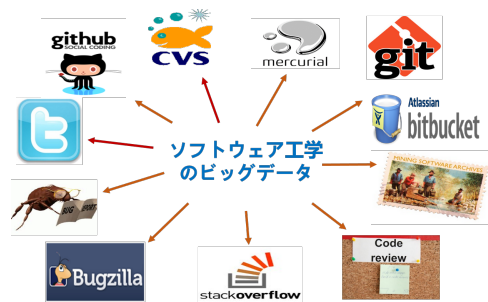 github
SOCIAL CODING
CVS
mercurial
git
Atlassian
bitbucket
ソフトウェア工学
のビッグデータ
MINING SOFTWARE ARCHIVES
BUG
Bugzilla
stackoverflow
Code
review